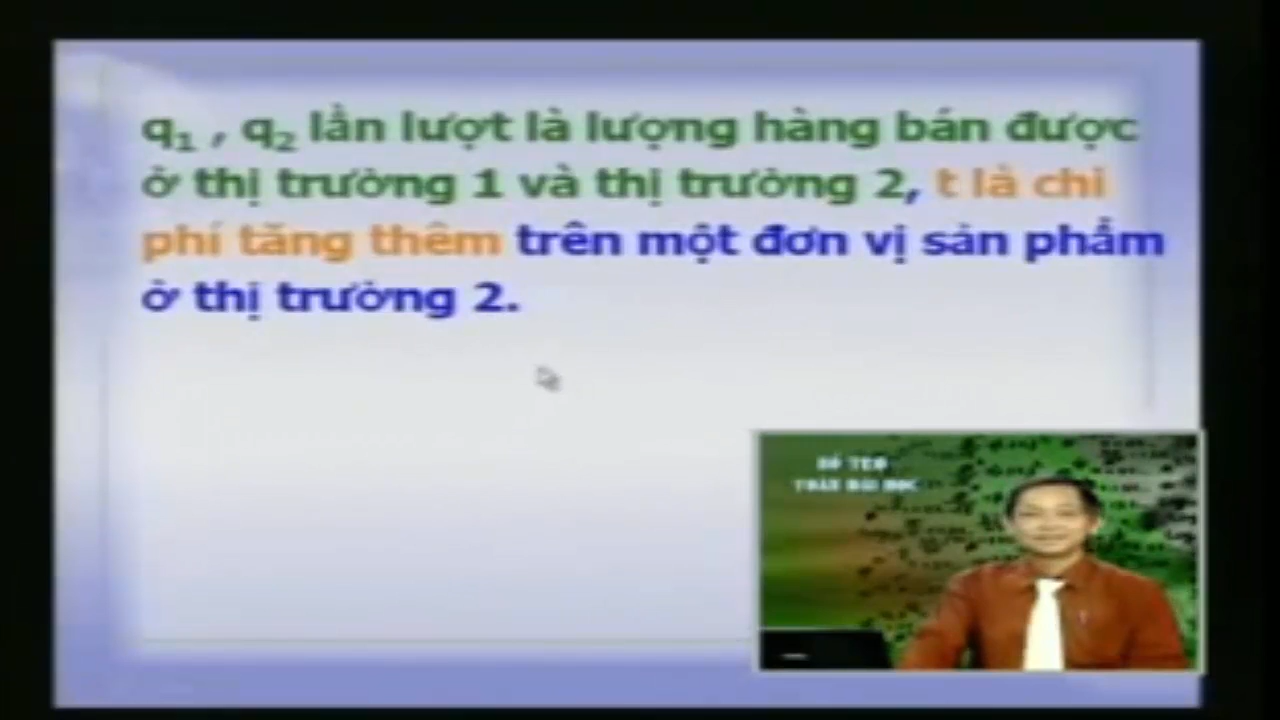 q₁ , q₂ lần lượt là lượng hàng bán được
ở thị trường 1 và thị trường 2, t là chi
phí tăng thêm trên một đơn vị sản phẩm
ở thị trường 2.